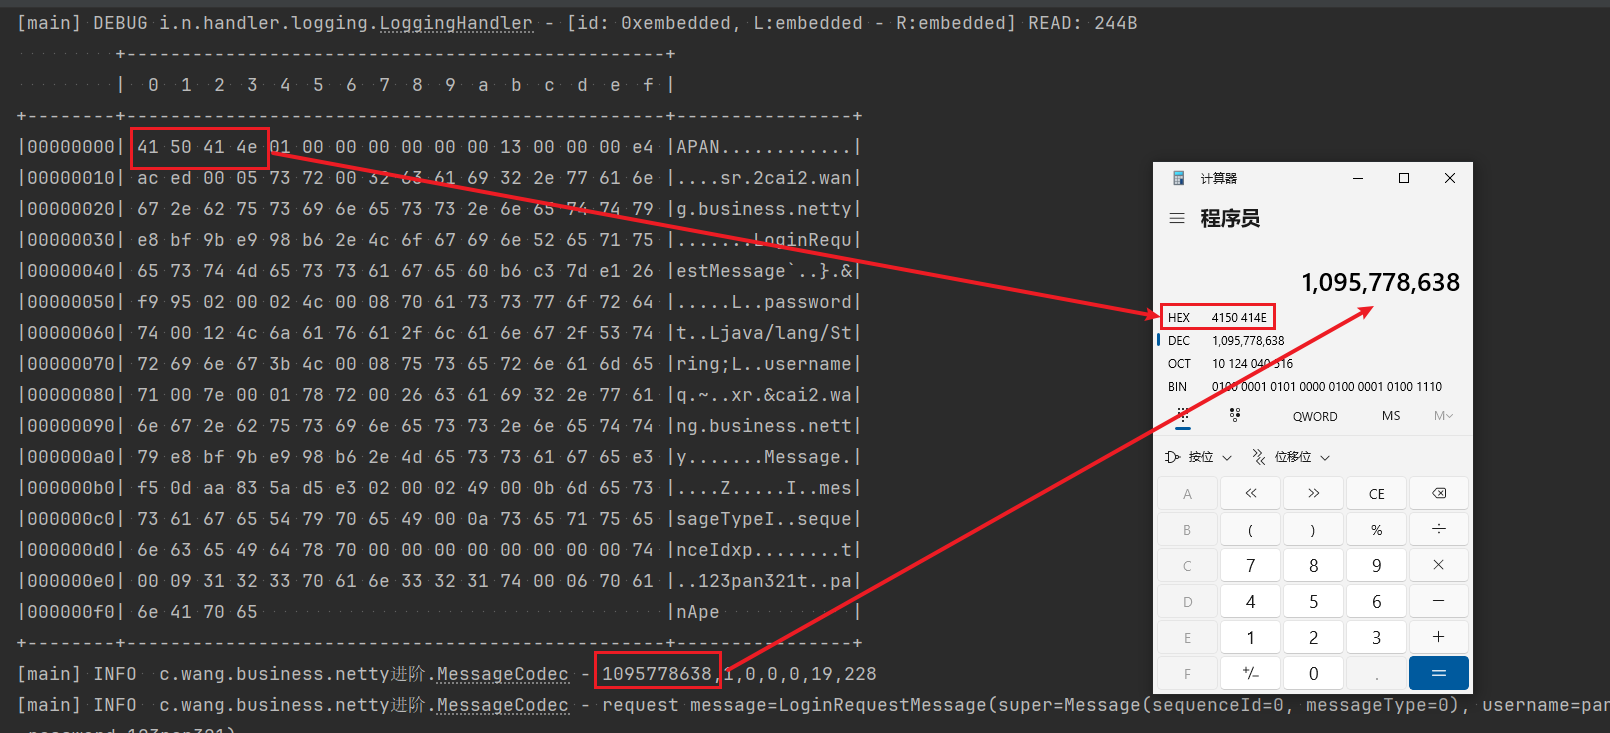 [main] DEBUG i.n.handler.logging.LoggingHandler - [id: 0xembedded, L:embedded - R:embedded] READ: 244B
         +-------------------------------------------------+
         |  0  1  2  3  4  5  6  7  8  9  a  b  c  d  e  f |
+--------+-------------------------------------------------+----------------+
|00000000| 41 50 41 4e 01 00 00 00 00 00 00 13 00 00 00 e4 |APAN............|
|00000010| ac ed 00 05 73 72 00 32 63 61 69 32 2e 77 61 6e |....sr.2cai2.wan|
|00000020| 67 2e 62 75 73 69 6e 65 73 73 2e 6e 65 74 74 79 |g.business.netty|
|00000030| e8 bf 9b e9 98 b6 2e 4c 6f 67 69 6e 52 65 71 75 |.......LoginRequ|
|00000040| 65 73 74 4d 65 73 73 61 67 65 60 b6 c3 7d e1 26 |estMessage`..}.&|
|00000050| f9 95 02 00 02 4c 00 08 70 61 73 73 77 6f 72 64 |.....L..password|
|00000060| 74 00 12 4c 6a 61 76 61 2f 6c 61 6e 67 2f 53 74 |t..Ljava/lang/St|
|00000070| 72 69 6e 67 3b 4c 00 08 75 73 65 72 6e 61 6d 65 |ring;L..username|
|00000080| 71 00 7e 00 01 78 72 00 26 63 61 69 32 2e 77 61 |q.~..xr.&cai2.wa|
|00000090| 6e 67 2e 62 75 73 69 6e 65 73 73 2e 6e 65 74 74 |ng.business.nett|
|000000a0| 79 e8 bf 9b e9 98 b6 2e 4d 65 73 73 61 67 65 e3 |y.......Message.|
|000000b0| f5 0d aa 83 5a d5 e3 02 00 02 49 00 0b 6d 65 73 |....Z.....I..mes|
|000000c0| 73 61 67 65 54 79 70 65 49 00 0a 73 65 71 75 65 |sageTypeI..seque|
|000000d0| 6e 63 65 49 64 78 70 00 00 00 00 00 00 00 00 74 |nceIdxp........t|
|000000e0| 00 09 31 32 33 70 61 6e 33 32 31 74 00 06 70 61 |..123pan321t..pa|
|000000f0| 6e 41 70 65                                     |nApe            |
+--------+-------------------------------------------------+----------------+
[main] INFO  c.wang.business.netty进阶.MessageCodec - 1095778638,1,0,0,0,19,228
[main] INFO  c.wang.business.netty进阶.MessageCodec - request message=LoginRequestMessage(super=Message(sequenceId=0, messageType=0), username=pan
password=123pan321)
计算器
程序员
1,095,778,638
HEX 4150 414E
DEC 1,095,778,638
OCT 10 124 040 516
BIN 0100 0001 0101 0000 0100 0001 0100 1110
QWORD MS M
按位 位移位
A << >> CE
B ( ) % ÷
C 7 8 9 ×
D 4 5 6 −
E 1 2 3 +
F +/− 0 . =